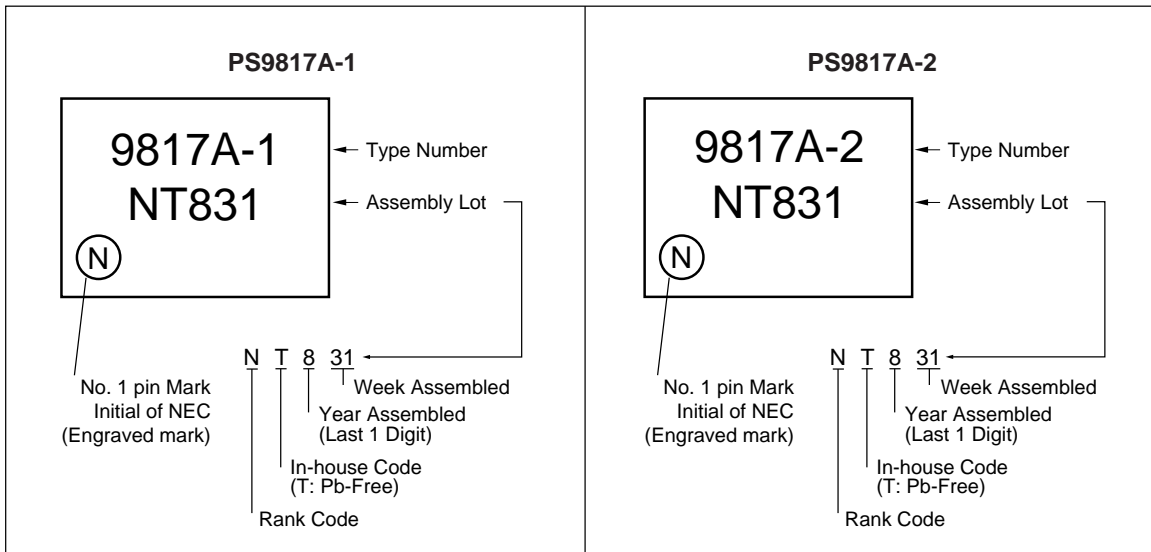 PS9817A-1
9817A-1
Type Number
NT831
Assembly Lot
N
N T 8 31
No. 1 pin Mark
Initial of NEC
(Engraved mark)
Week Assembled
Year Assembled
(Last 1 Digit)
In-house Code
(T: Pb-Free)
Rank Code
PS9817A-2
9817A-2
Type Number
NT831
Assembly Lot
N
N T 8 31
No. 1 pin Mark
Initial of NEC
(Engraved mark)
Week Assembled
Year Assembled
(Last 1 Digit)
In-house Code
(T: Pb-Free)
Rank Code